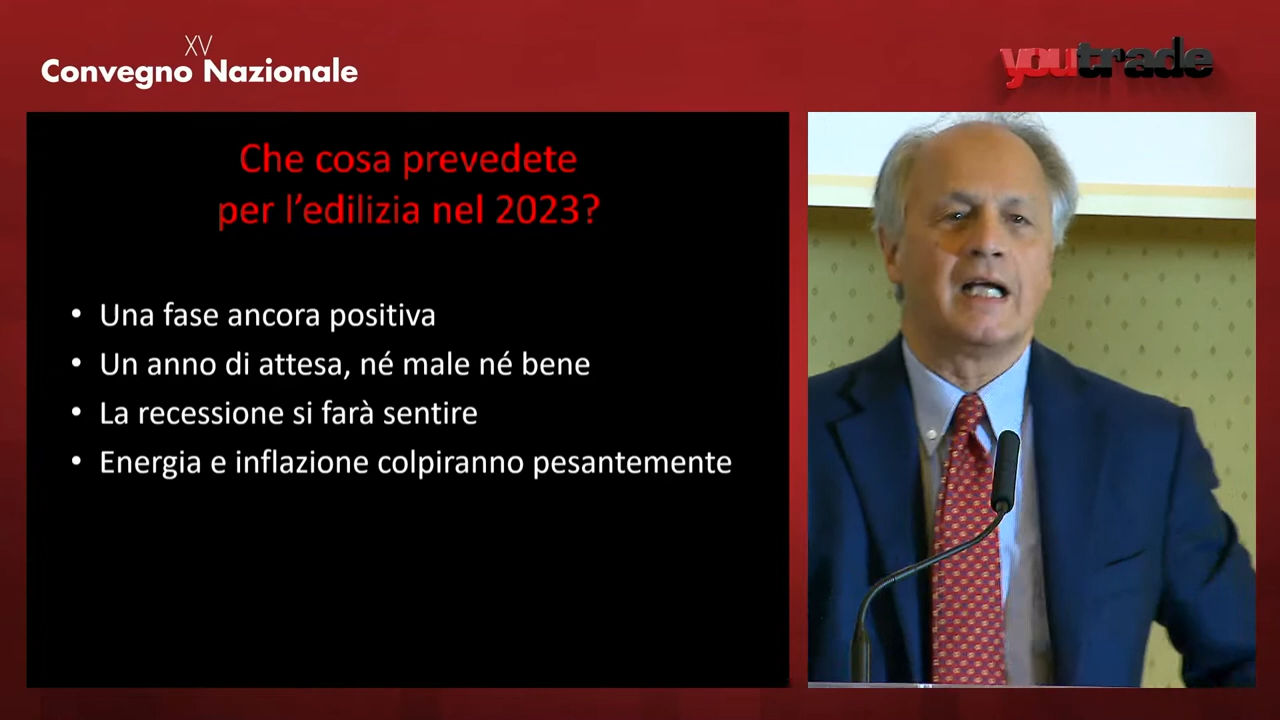 XV
Convegno Nazionale
youtrade
Che cosa prevedete
per l’edilizia nel 2023?
• Una fase ancora positiva
• Un anno di attesa, né male né bene
• La recessione si farà sentire
• Energia e inflazione colpiranno pesantemente